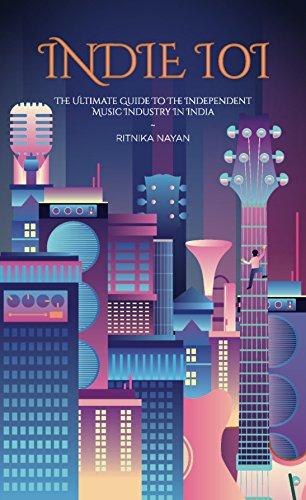 INDIE 101
THE ULTIMATE GUIDE TO THE INDEPENDENT
MUSIC INDUSTRY IN INDIA
~
RITNIKA NAYAN